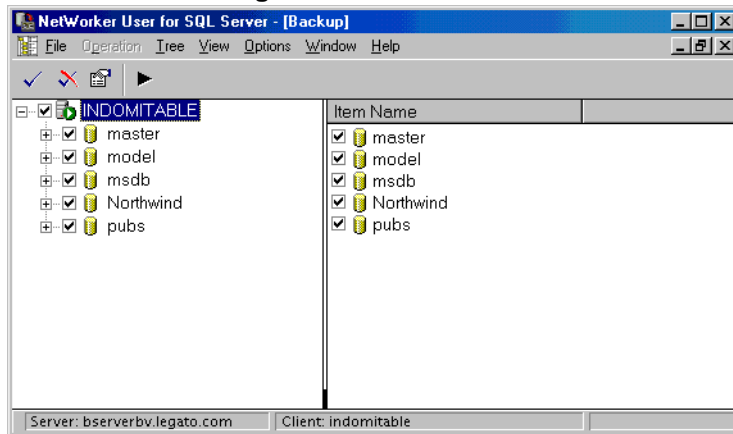 NetWorker User for SQL Server - [Backup]
File Operation Tree View Options Window Help
INDOMITABLE
master
model
msdb
Northwind
pubs
Item Name
master
model
msdb
Northwind
pubs
Server: bserverbv.legato.com Client: indomitable